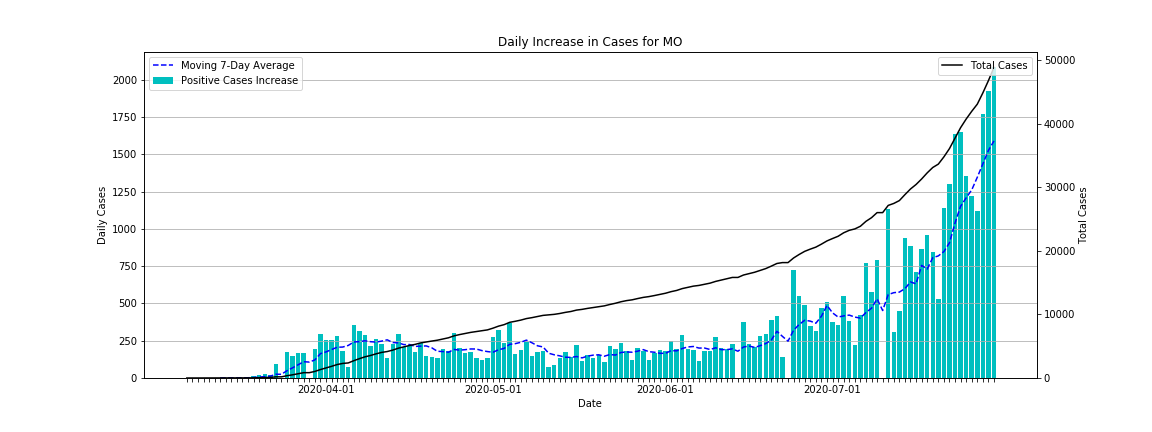 Daily Increase in Cases for MO
Moving 7-Day Average
Positive Cases Increase
Total Cases
Daily Cases
2000
1750
1500
1250
1000
750
500
250
0
50000
40000
30000
20000
10000
0
Total Cases
2020-04-01
2020-05-01
2020-06-01
2020-07-01
Date